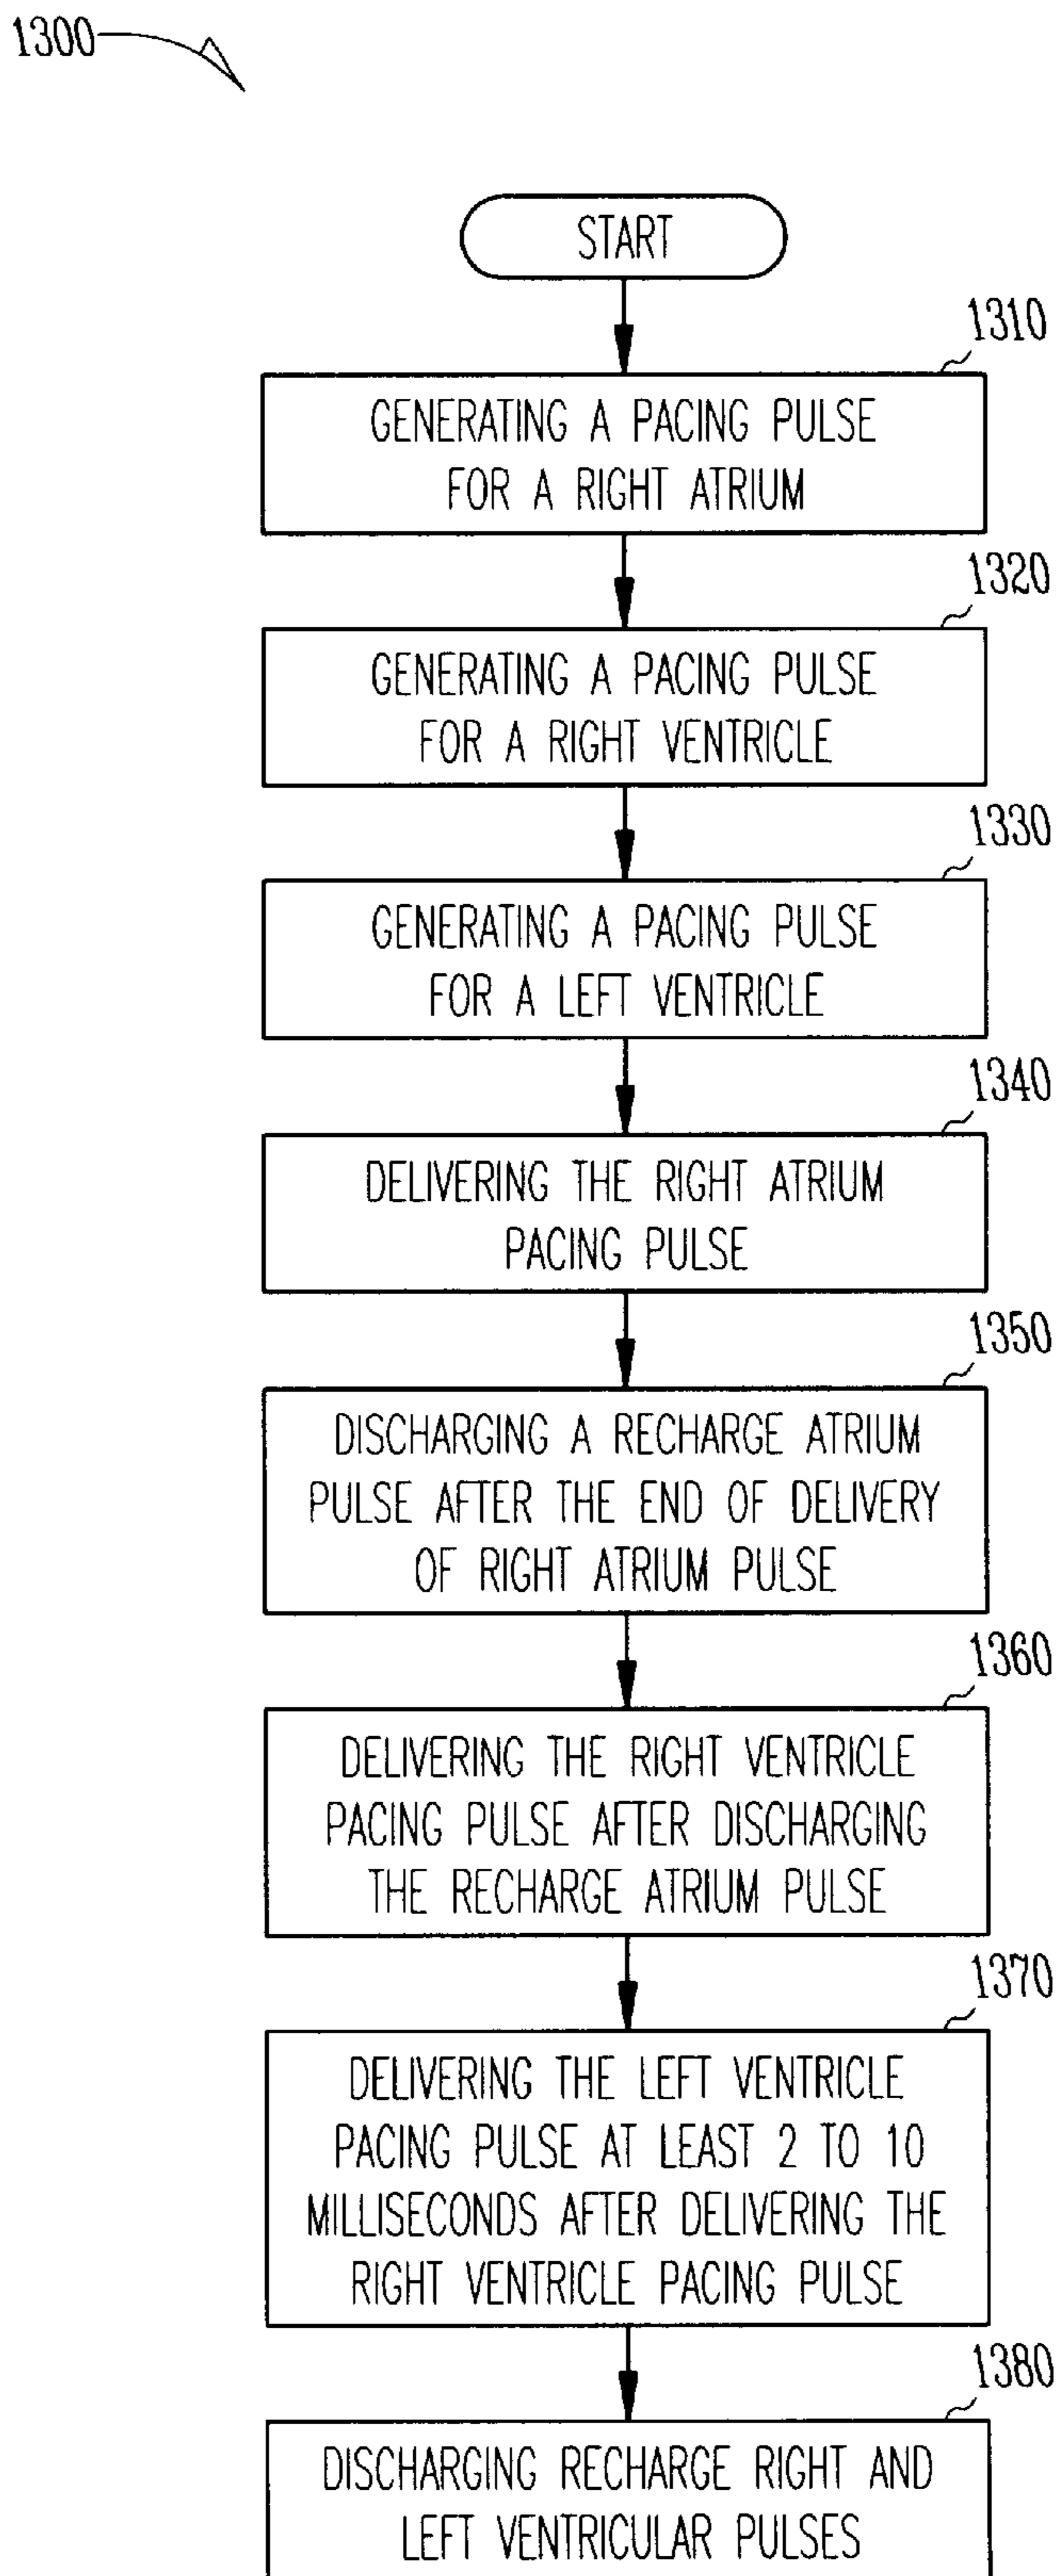 1300
START
1310
GENERATING A PACING PULSE
FOR A RIGHT ATRIUM
1320
GENERATING A PACING PULSE
FOR A RIGHT VENTRICLE
1330
GENERATING A PACING PULSE
FOR A LEFT VENTRICLE
1340
DELIVERING THE RIGHT ATRIUM
PACING PULSE
1350
DISCHARGING A RECHARGE ATRIUM
PULSE AFTER THE END OF DELIVERY
OF RIGHT ATRIUM PULSE
1360
DELIVERING THE RIGHT VENTRICLE
PACING PULSE AFTER DISCHARGING
THE RECHARGE ATRIUM PULSE
1370
DELIVERING THE LEFT VENTRICLE
PACING PULSE AT LEAST 2 TO 10
MILLISECONDS AFTER DELIVERING THE
RIGHT VENTRICLE PACING PULSE
1380
DISCHARGING RECHARGE RIGHT AND
LEFT VENTRICULAR PULSES